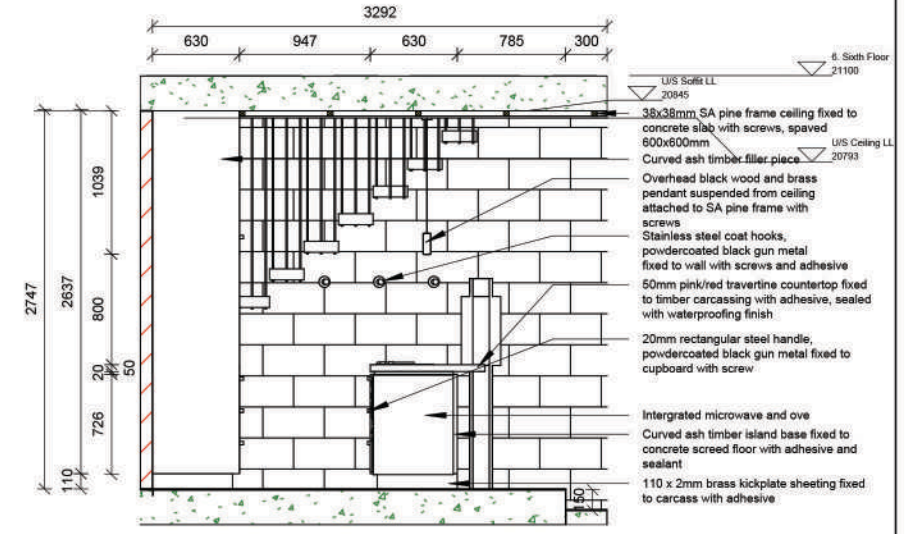 3292
630
947
630
785
300
6. Sixth Floor
21100
U/S Soffit LL
20845
38x38mm SA pine frame ceiling fixed to
concrete slab with screws, spaved
600x600mm
U/S Ceiling LL
20793
Curved ash timber filler piece
Overhead black wood and brass
pendant suspended from ceiling
attached to SA pine frame with
screws
Stainless steel coat hooks,
powdercoated black gun metal
fixed to wall with screws and adhesive
50mm pink/red travertine countertop fixed
to timber carcassing with adhesive, sealed
with waterproofing finish
20mm rectangular steel handle,
powdercoated black gun metal fixed to
cupboard with screw
Intergrated microwave and ove
Curved ash timber island base fixed to
concrete screed floor with adhesive and
sealant
110 x 2mm brass kickplate sheeting fixed
to carcass with adhesive
2747
2637
110
1039
800
20
50
726
150